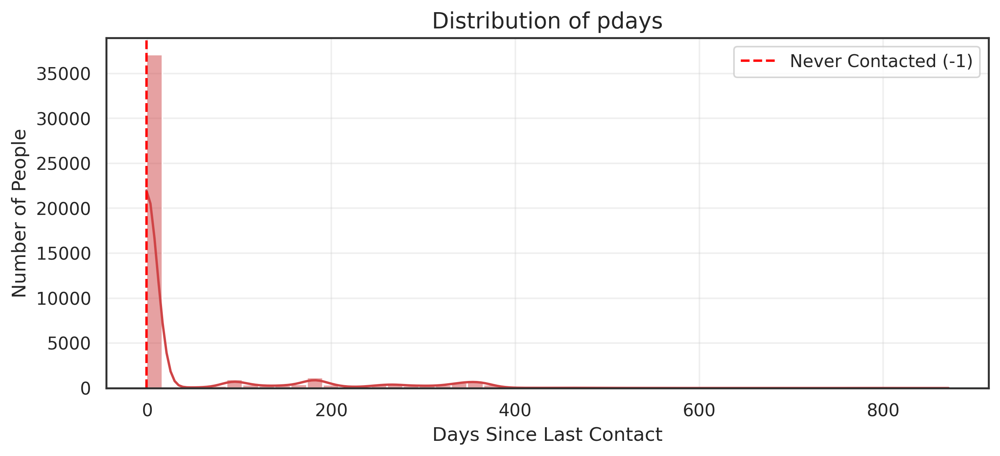 Distribution of pdays
Never Contacted (-1)
Number of People
35000
30000
25000
20000
15000
10000
5000
0
0 200 400 600 800
Days Since Last Contact